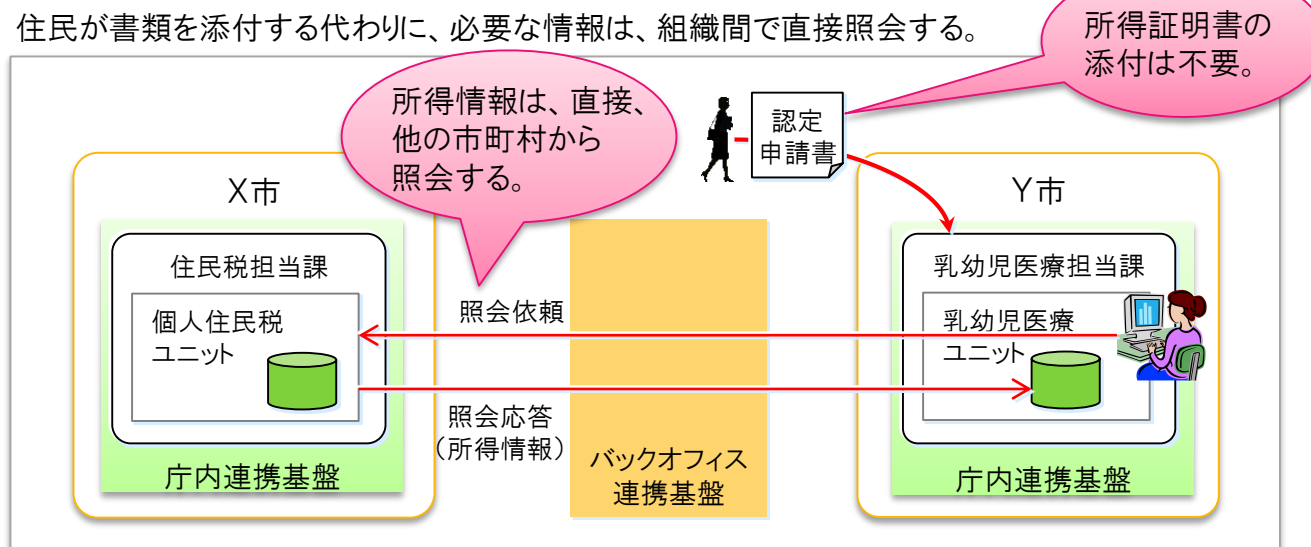 住民が書類を添付する代わりに、必要な情報は、組織間で直接照会する。
所得証明書の
添付は不要。
所得情報は、直接、
他の市町村から
照会する。
認定
申請書
X市
Y市
住民税担当課
乳幼児医療担当課
個人住民税
ユニット
照会依頼
乳幼児医療
ユニット
照会応答
（所得情報）
バックオフィス
連携基盤
庁内連携基盤
庁内連携基盤